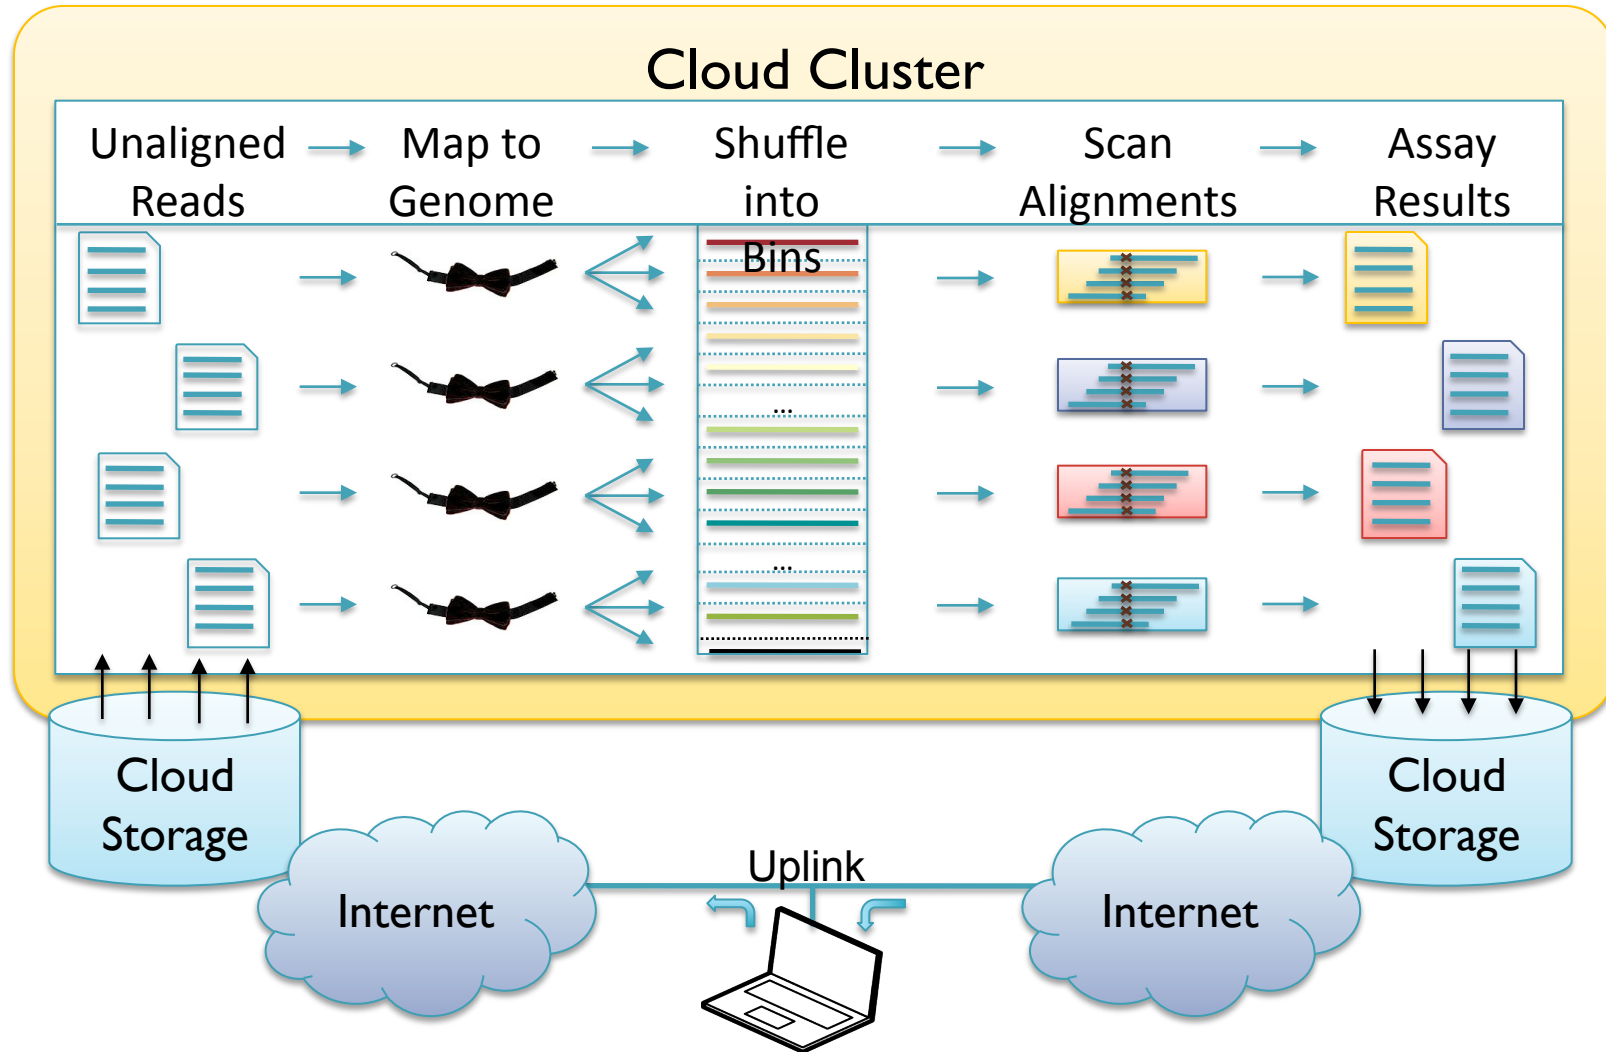 Cloud Cluster
Unaligned
Reads
Map to
Genome
Shuffle
into
Bins
Scan
Alignments
Assay
Results
...
...
Cloud
Storage
Cloud
Storage
Internet
Uplink
Internet